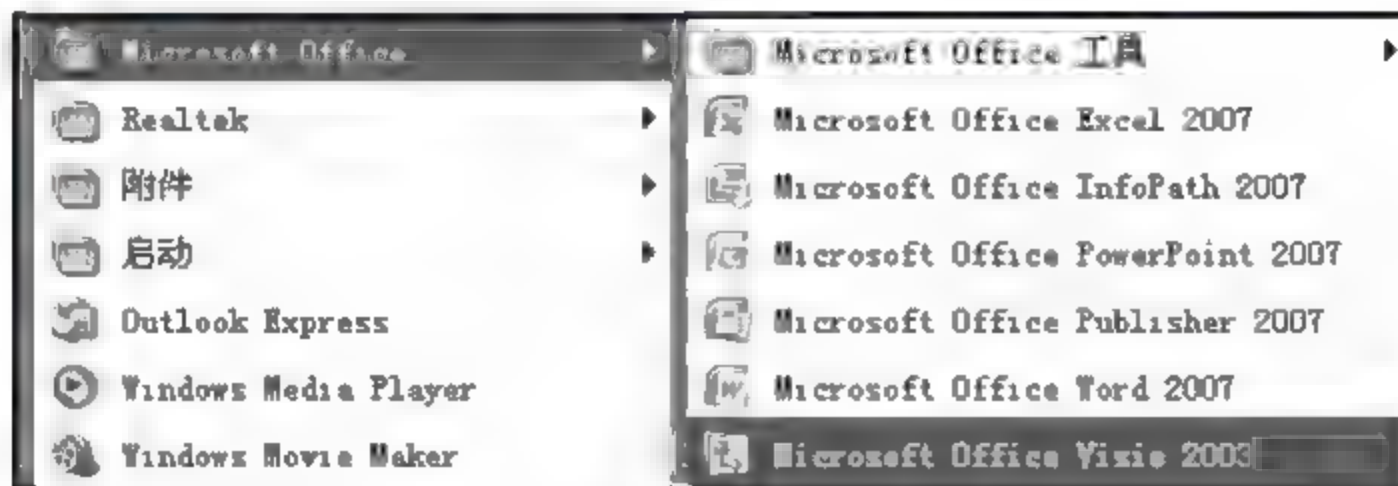 Microsoft Office
Realtek
附件
启动
Outlook Express
Windows Media Player
Windows Movie Maker
Microsoft Office 工具
Microsoft Office Excel 2007
Microsoft Office InfoPath 2007
Microsoft Office PowerPoint 2007
Microsoft Office Publisher 2007
Microsoft Office Word 2007
Microsoft Office Visio 2003